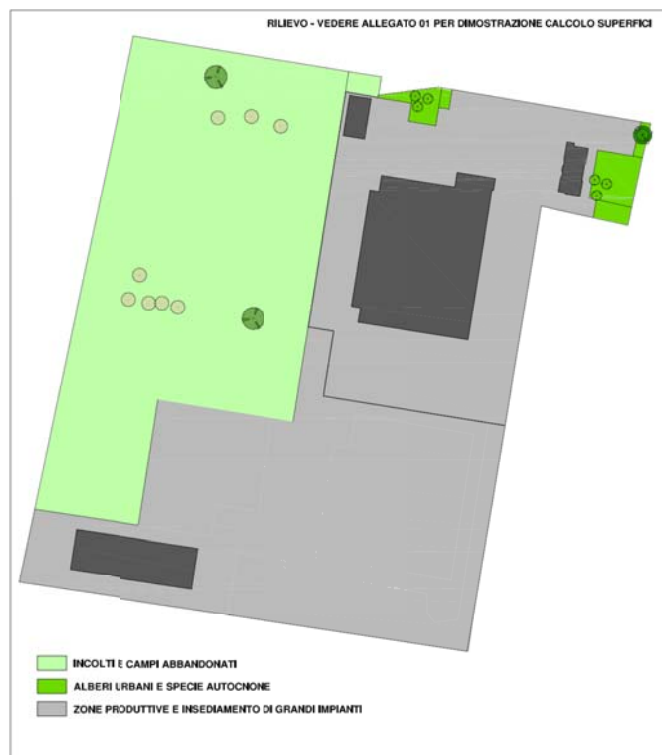 RILIEVO - VEDERE ALLEGATO 01 PER DIMOSTRAZIONE CALCOLO SUPERFICI
INCOLTI E CAMPI ABBANDONATI
ALBERI URBANI E SPECIE AUTOCNONE
ZONE PRODUTTIVE E INSEDIAMENTO DI GRANDI IMPIANTI